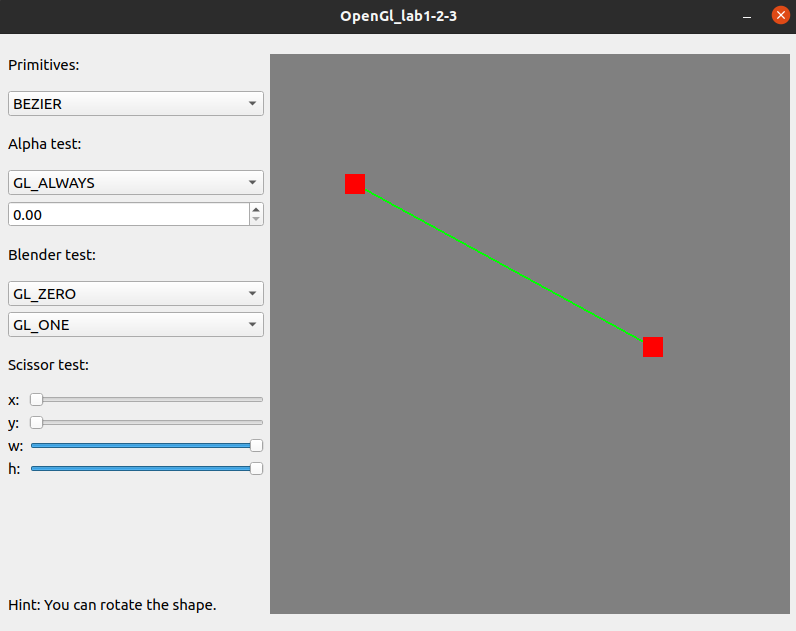 OpenGl_lab1-2-3
Primitives:
BEZIER
Alpha test:
GL_ALWAYS
0.00
Blender test:
GL_ZERO
GL_ONE
Scissor test:
x:
y:
w:
h:
Hint: You can rotate the shape.